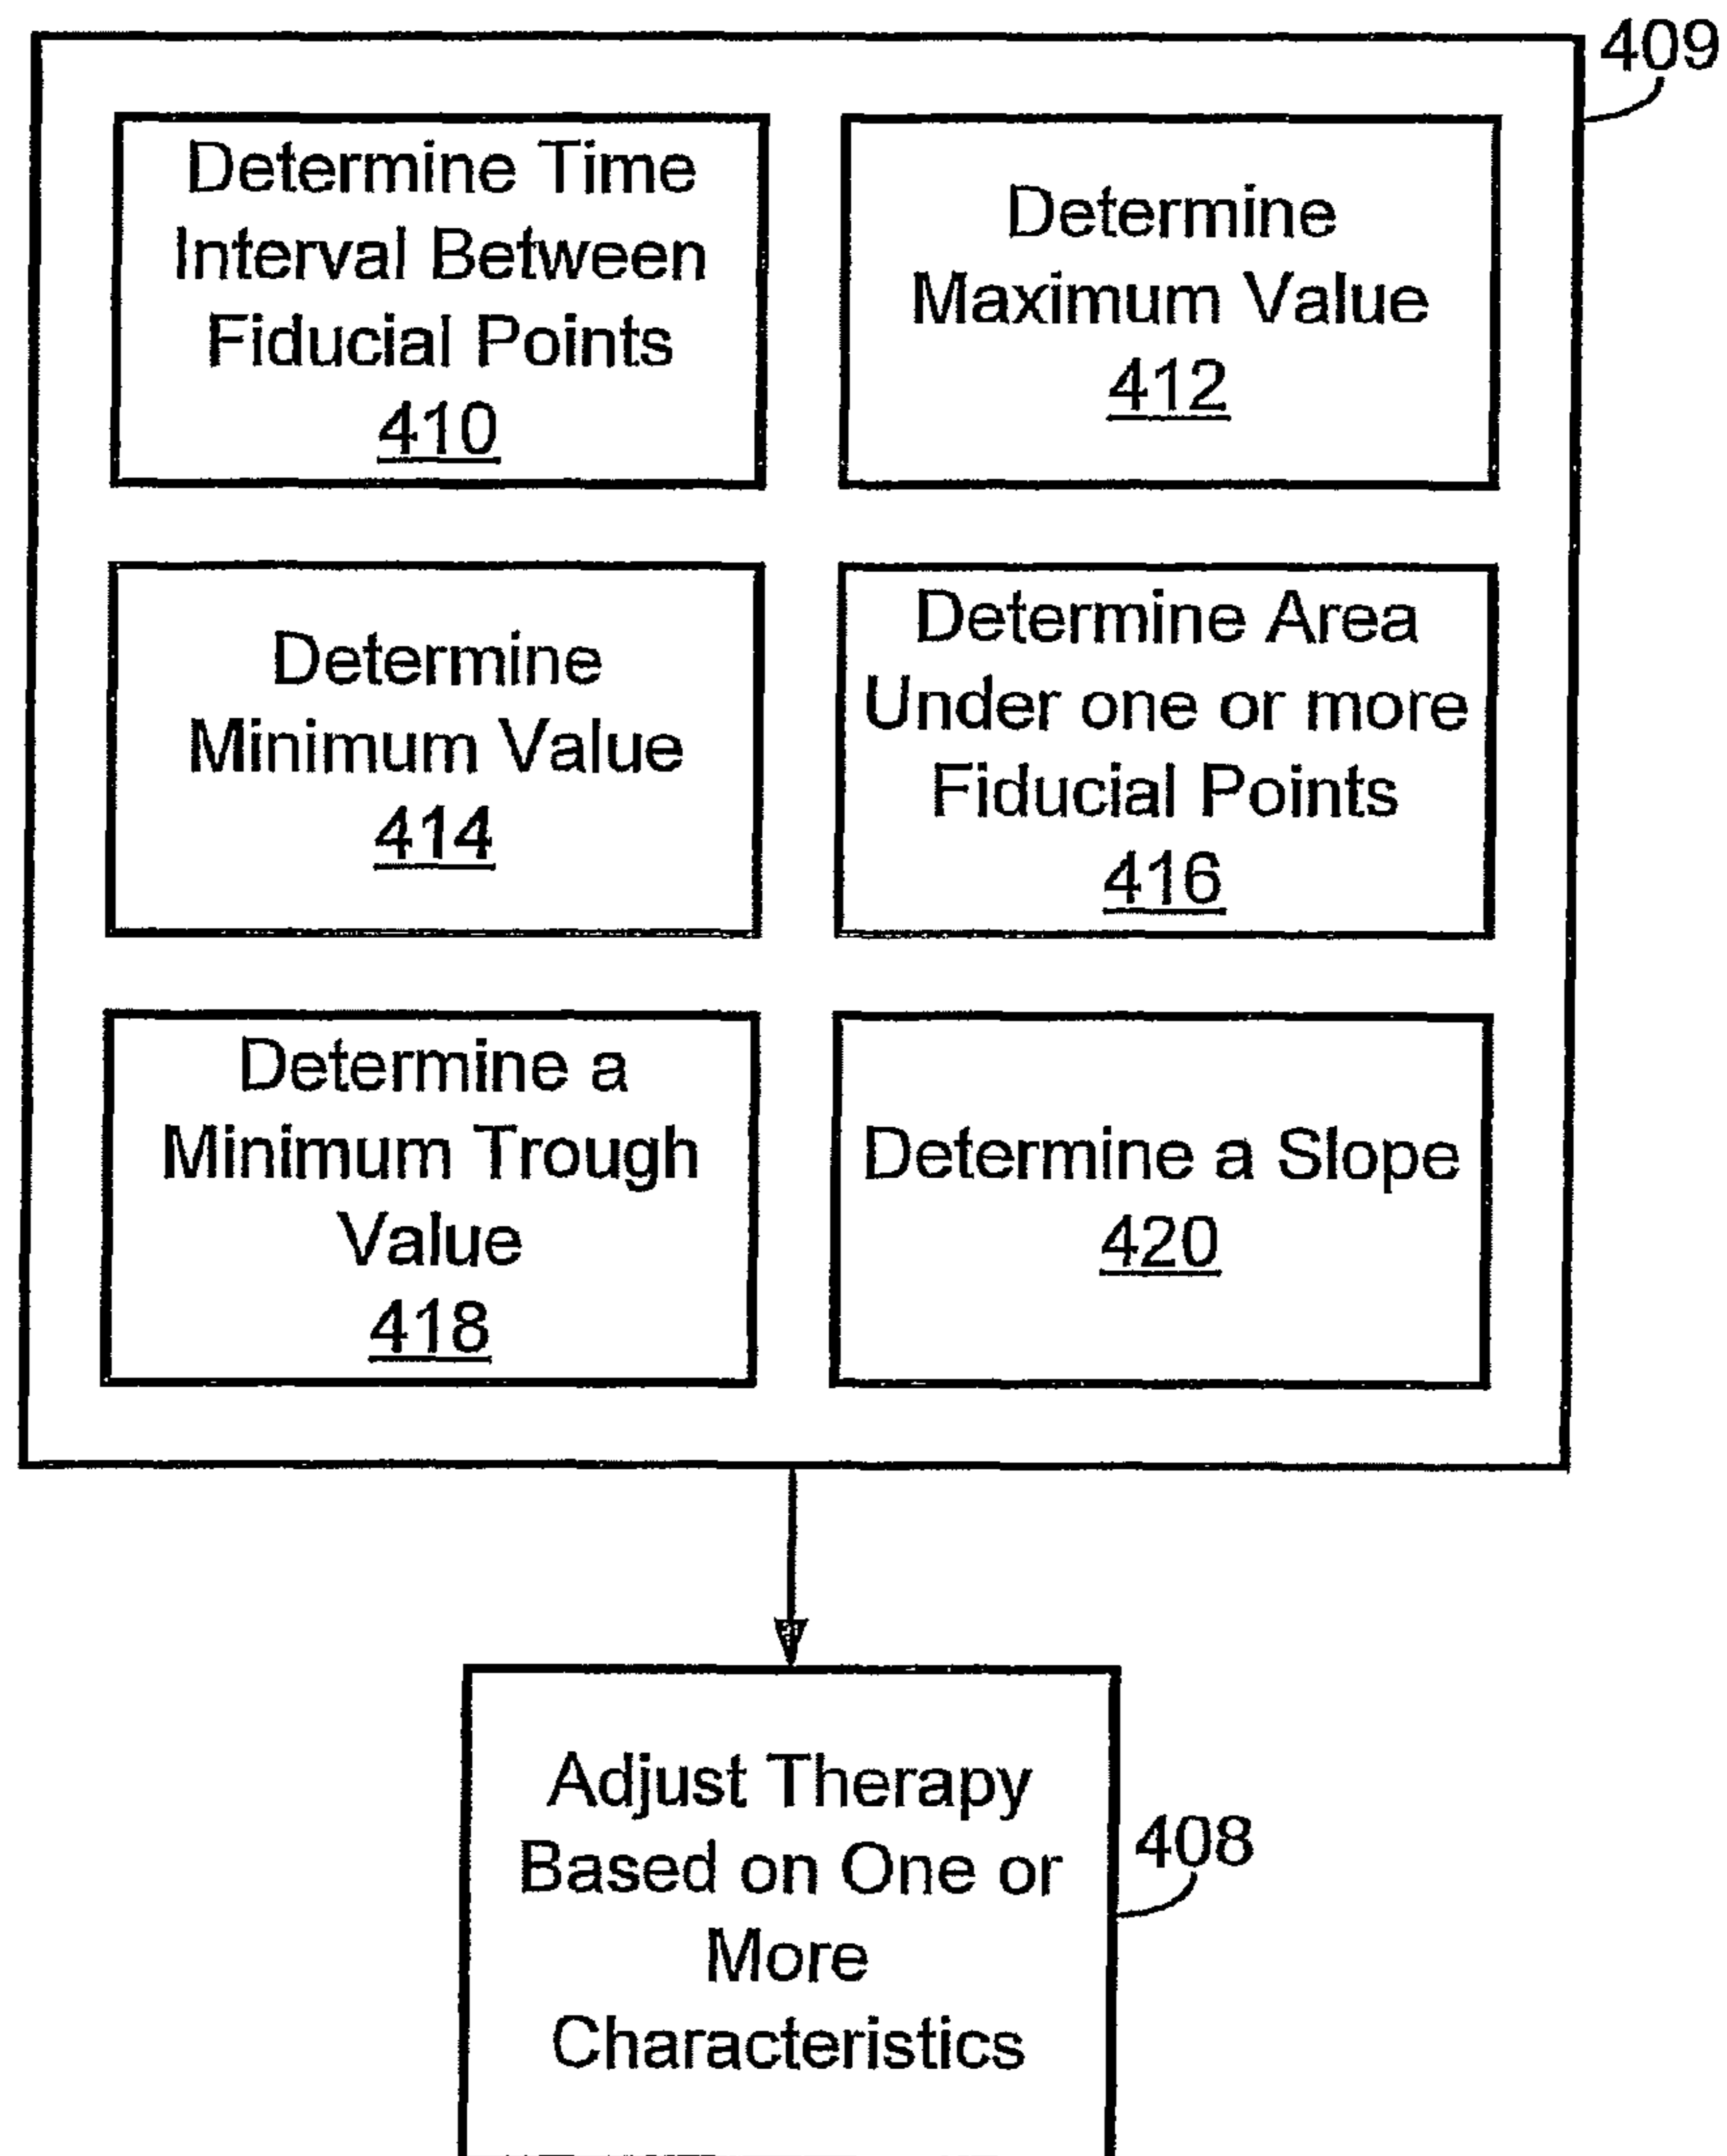 409
Determine Time
Interval Between
Fiducial Points
410
Determine
Maximum Value
412
Determine
Minimum Value
414
Determine Area
Under one or more
Fiducial Points
416
Determine a
Minimum Trough
Value
418
Determine a Slope
420
Adjust Therapy
Based on One or
More
Characteristics
408